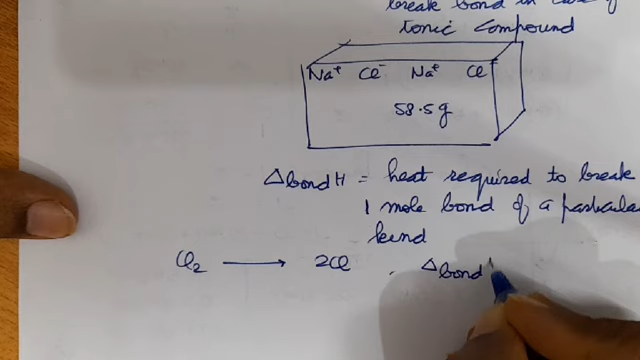 break bond in case of
ionic compound
Na⁺ Cl⁻ Na⁺ Cl
58.5g
ΔbondH = heat required to break
1 mole bond of a particular
kind
Cl₂ ⟶ 2Cl , Δbond